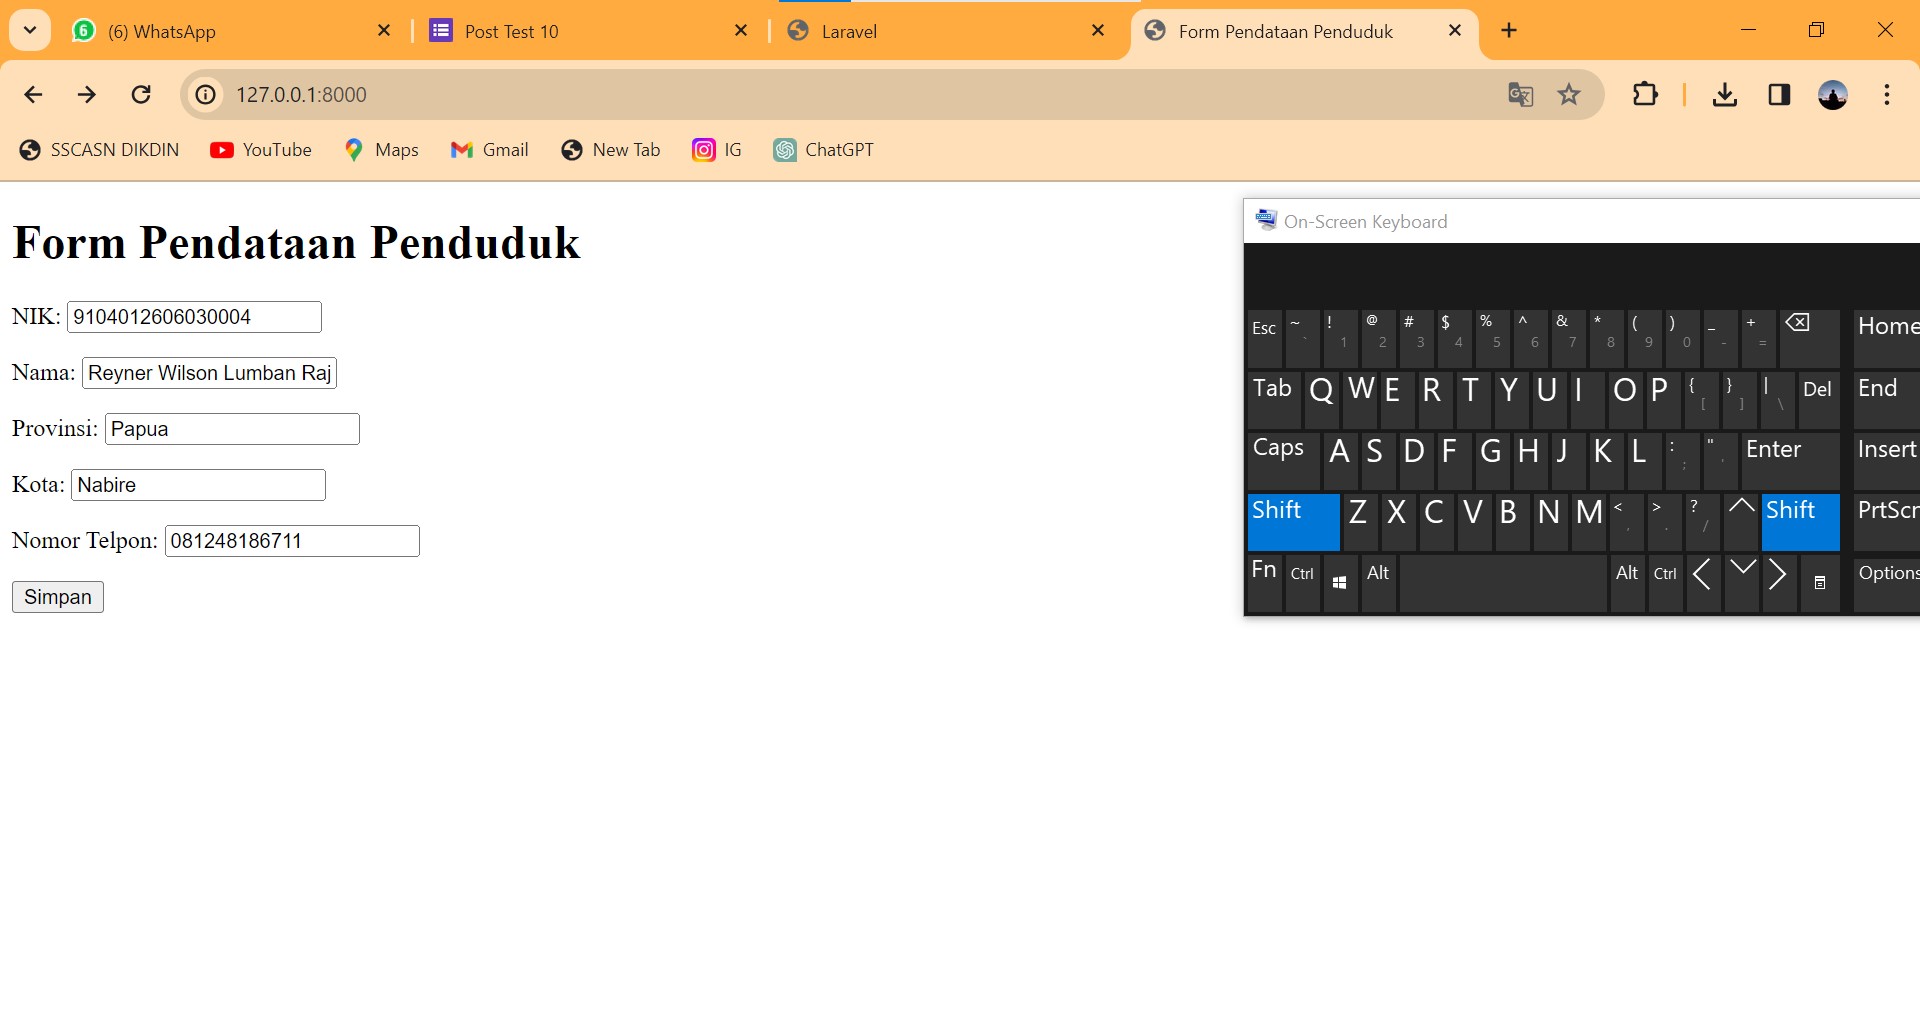 (6) WhatsApp
Post Test 10
Laravel
Form Pendataan Penduduk
127.0.0.1:8000
SSCASN DIKDIN
YouTube
Maps
Gmail
New Tab
IG
ChatGPT
Form Pendataan Penduduk
NIK: 9104012606030004
Nama: Reyner Wilson Lumban Raj
Provinsi: Papua
Kota: Nabire
Nomor Telpon: 081248186711
Simpan
On-Screen Keyboard
Esc ~ ` ! 1 @ 2 # 3 $ 4 % 5 ^ 6 & 7 * 8 ( 9 ) 0 _ - + = Home
Tab Q W E R T Y U I O P { [ } ] | \ Del End
Caps A S D F G H J K L : ; " ' Enter Insert
Shift Z X C V B N M < , > . ? / Shift PrtScr
Fn Ctrl Alt Alt Ctrl Options